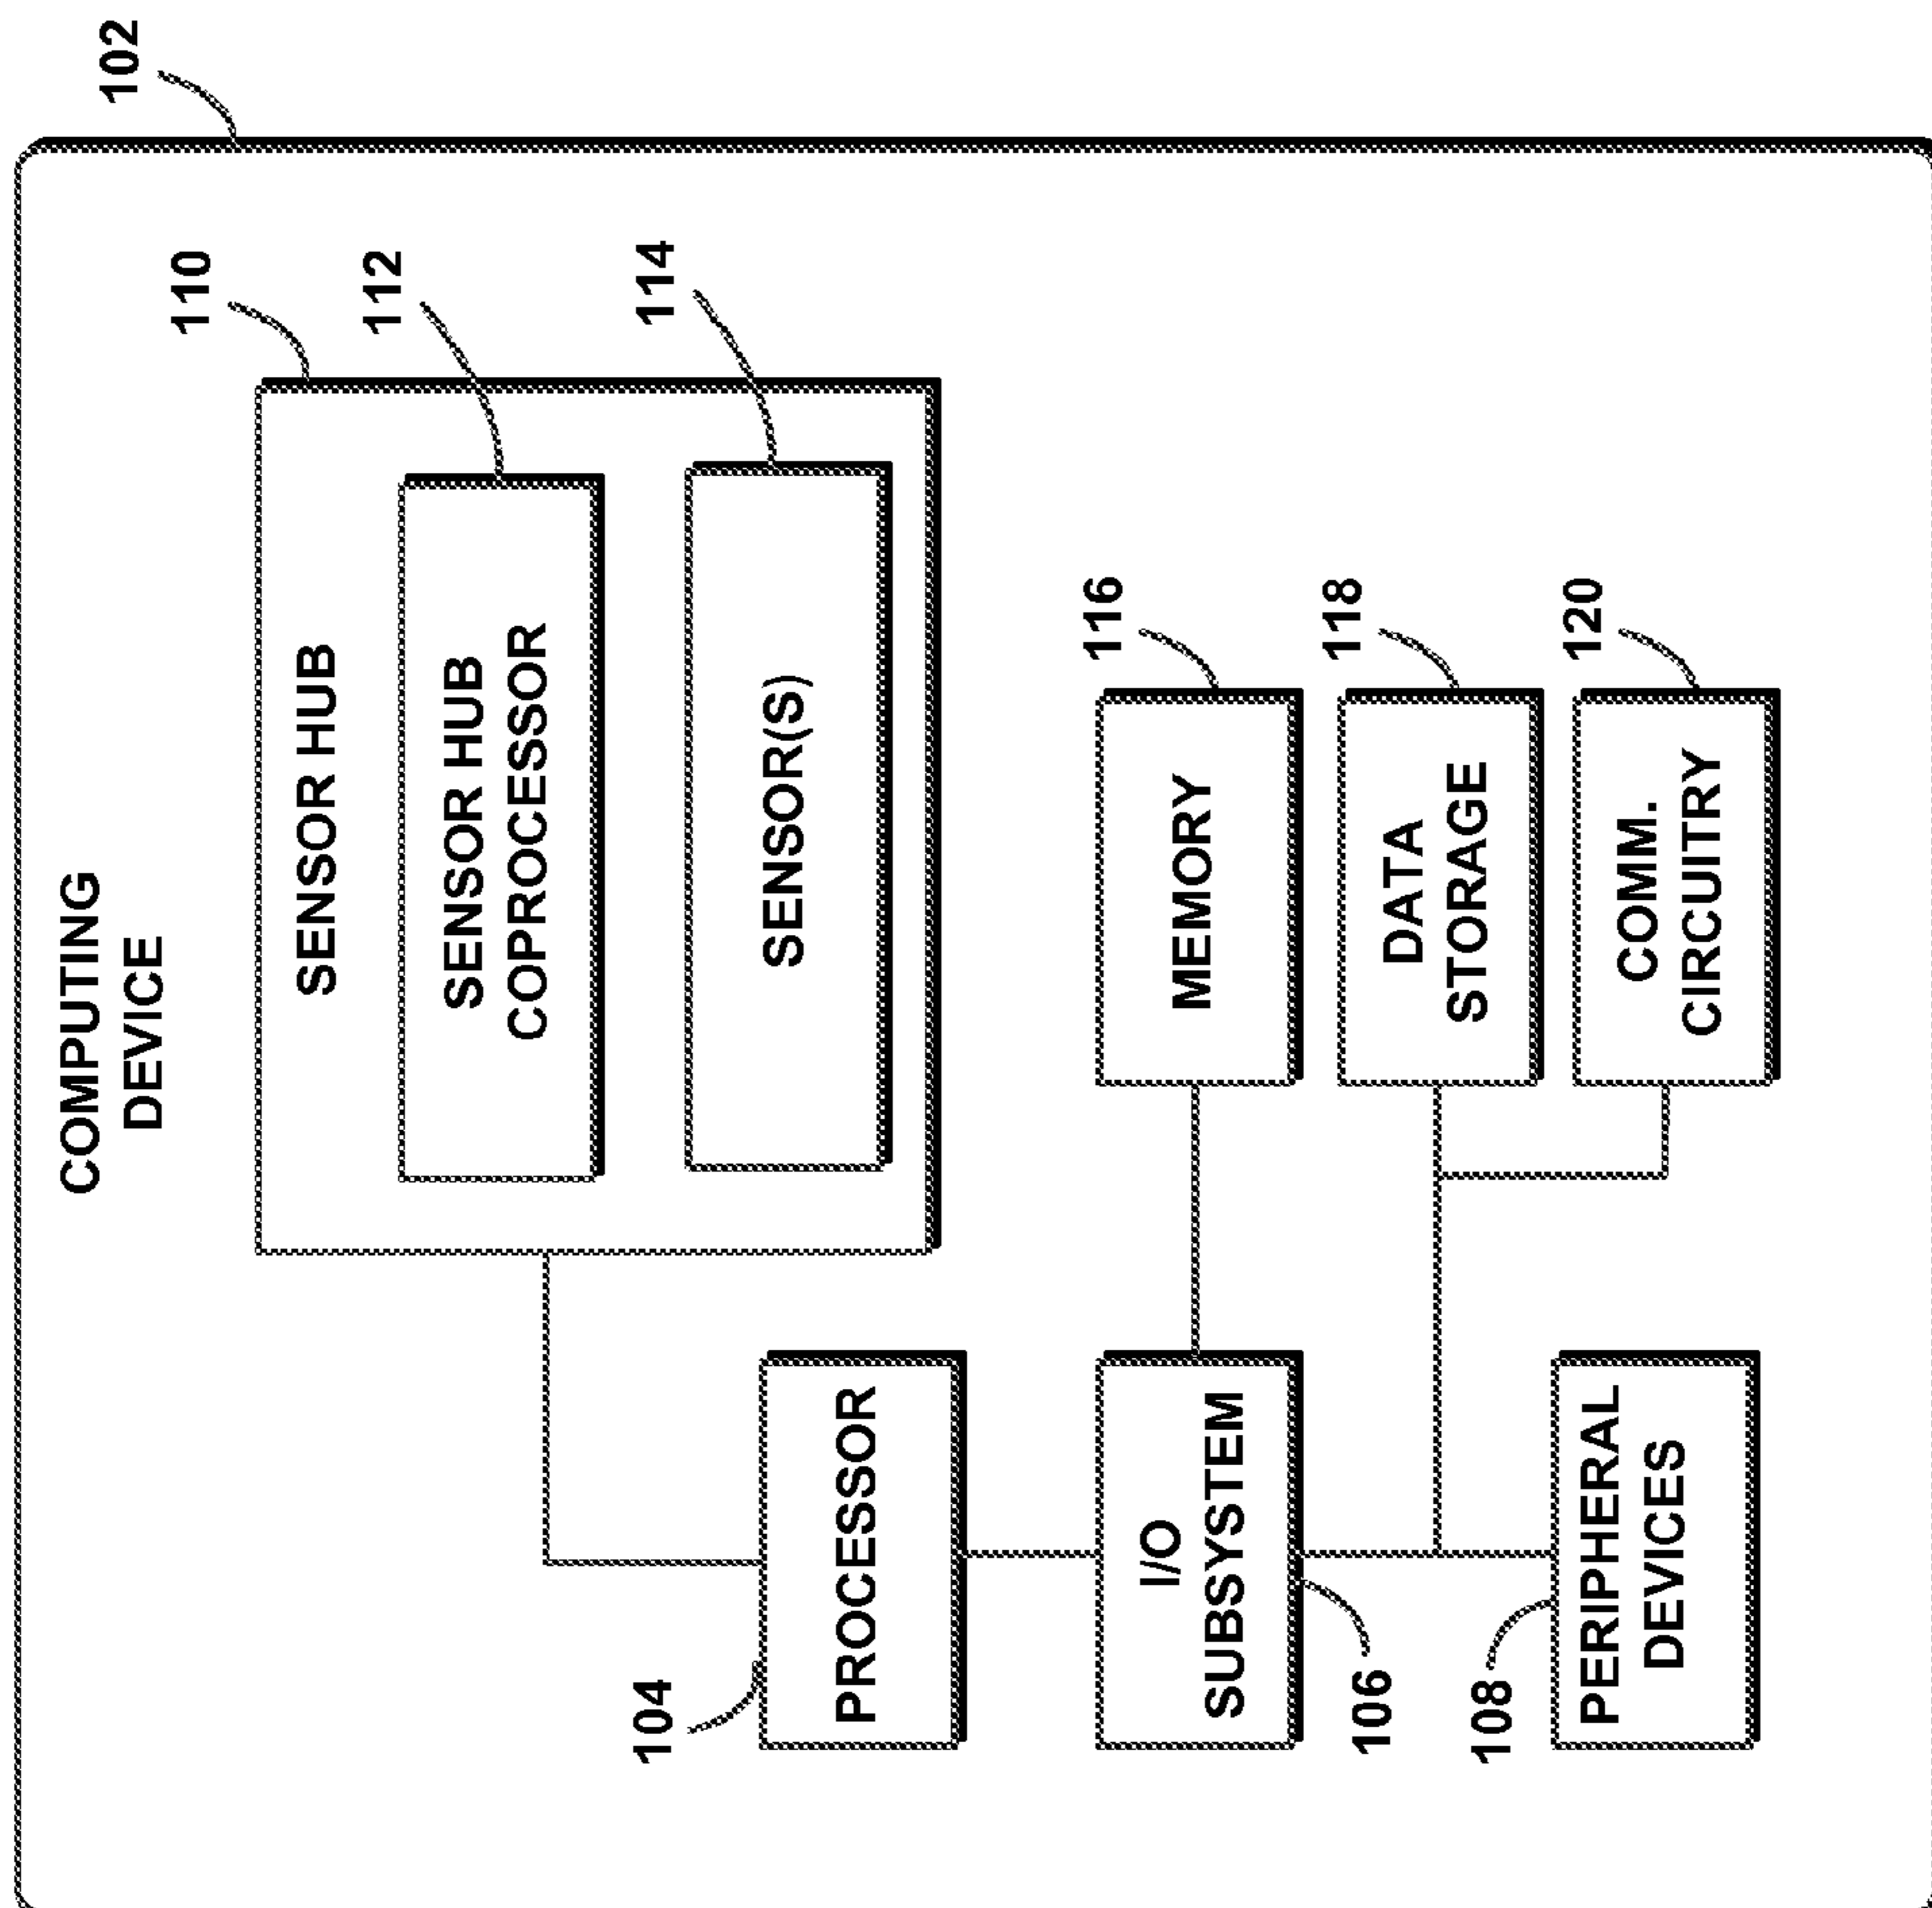 102
COMPUTING
DEVICE
110
SENSOR HUB
112
SENSOR HUB
COPROCESSOR
114
SENSOR(S)
104
PROCESSOR
116
MEMORY
I/O
SUBSYSTEM
106
118
DATA
STORAGE
108
PERIPHERAL
DEVICES
120
COMM.
CIRCUITRY